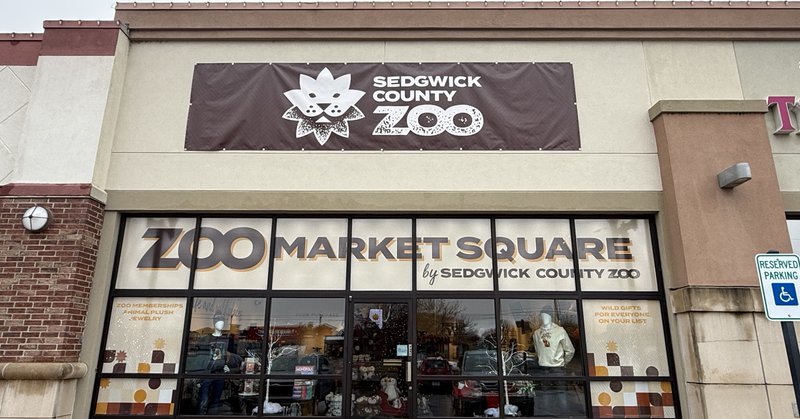 SEDGWICK
COUNTY
ZOO
T
ZOO MARKET SQUARE
by SEDGWICK COUNTY ZOO
ZOO MEMBERSHIPS
ANIMAL PLUSH
JEWELRY
WILD GIFTS
FOR EVERYONE
ON YOUR LIST
RESERVED
PARKING